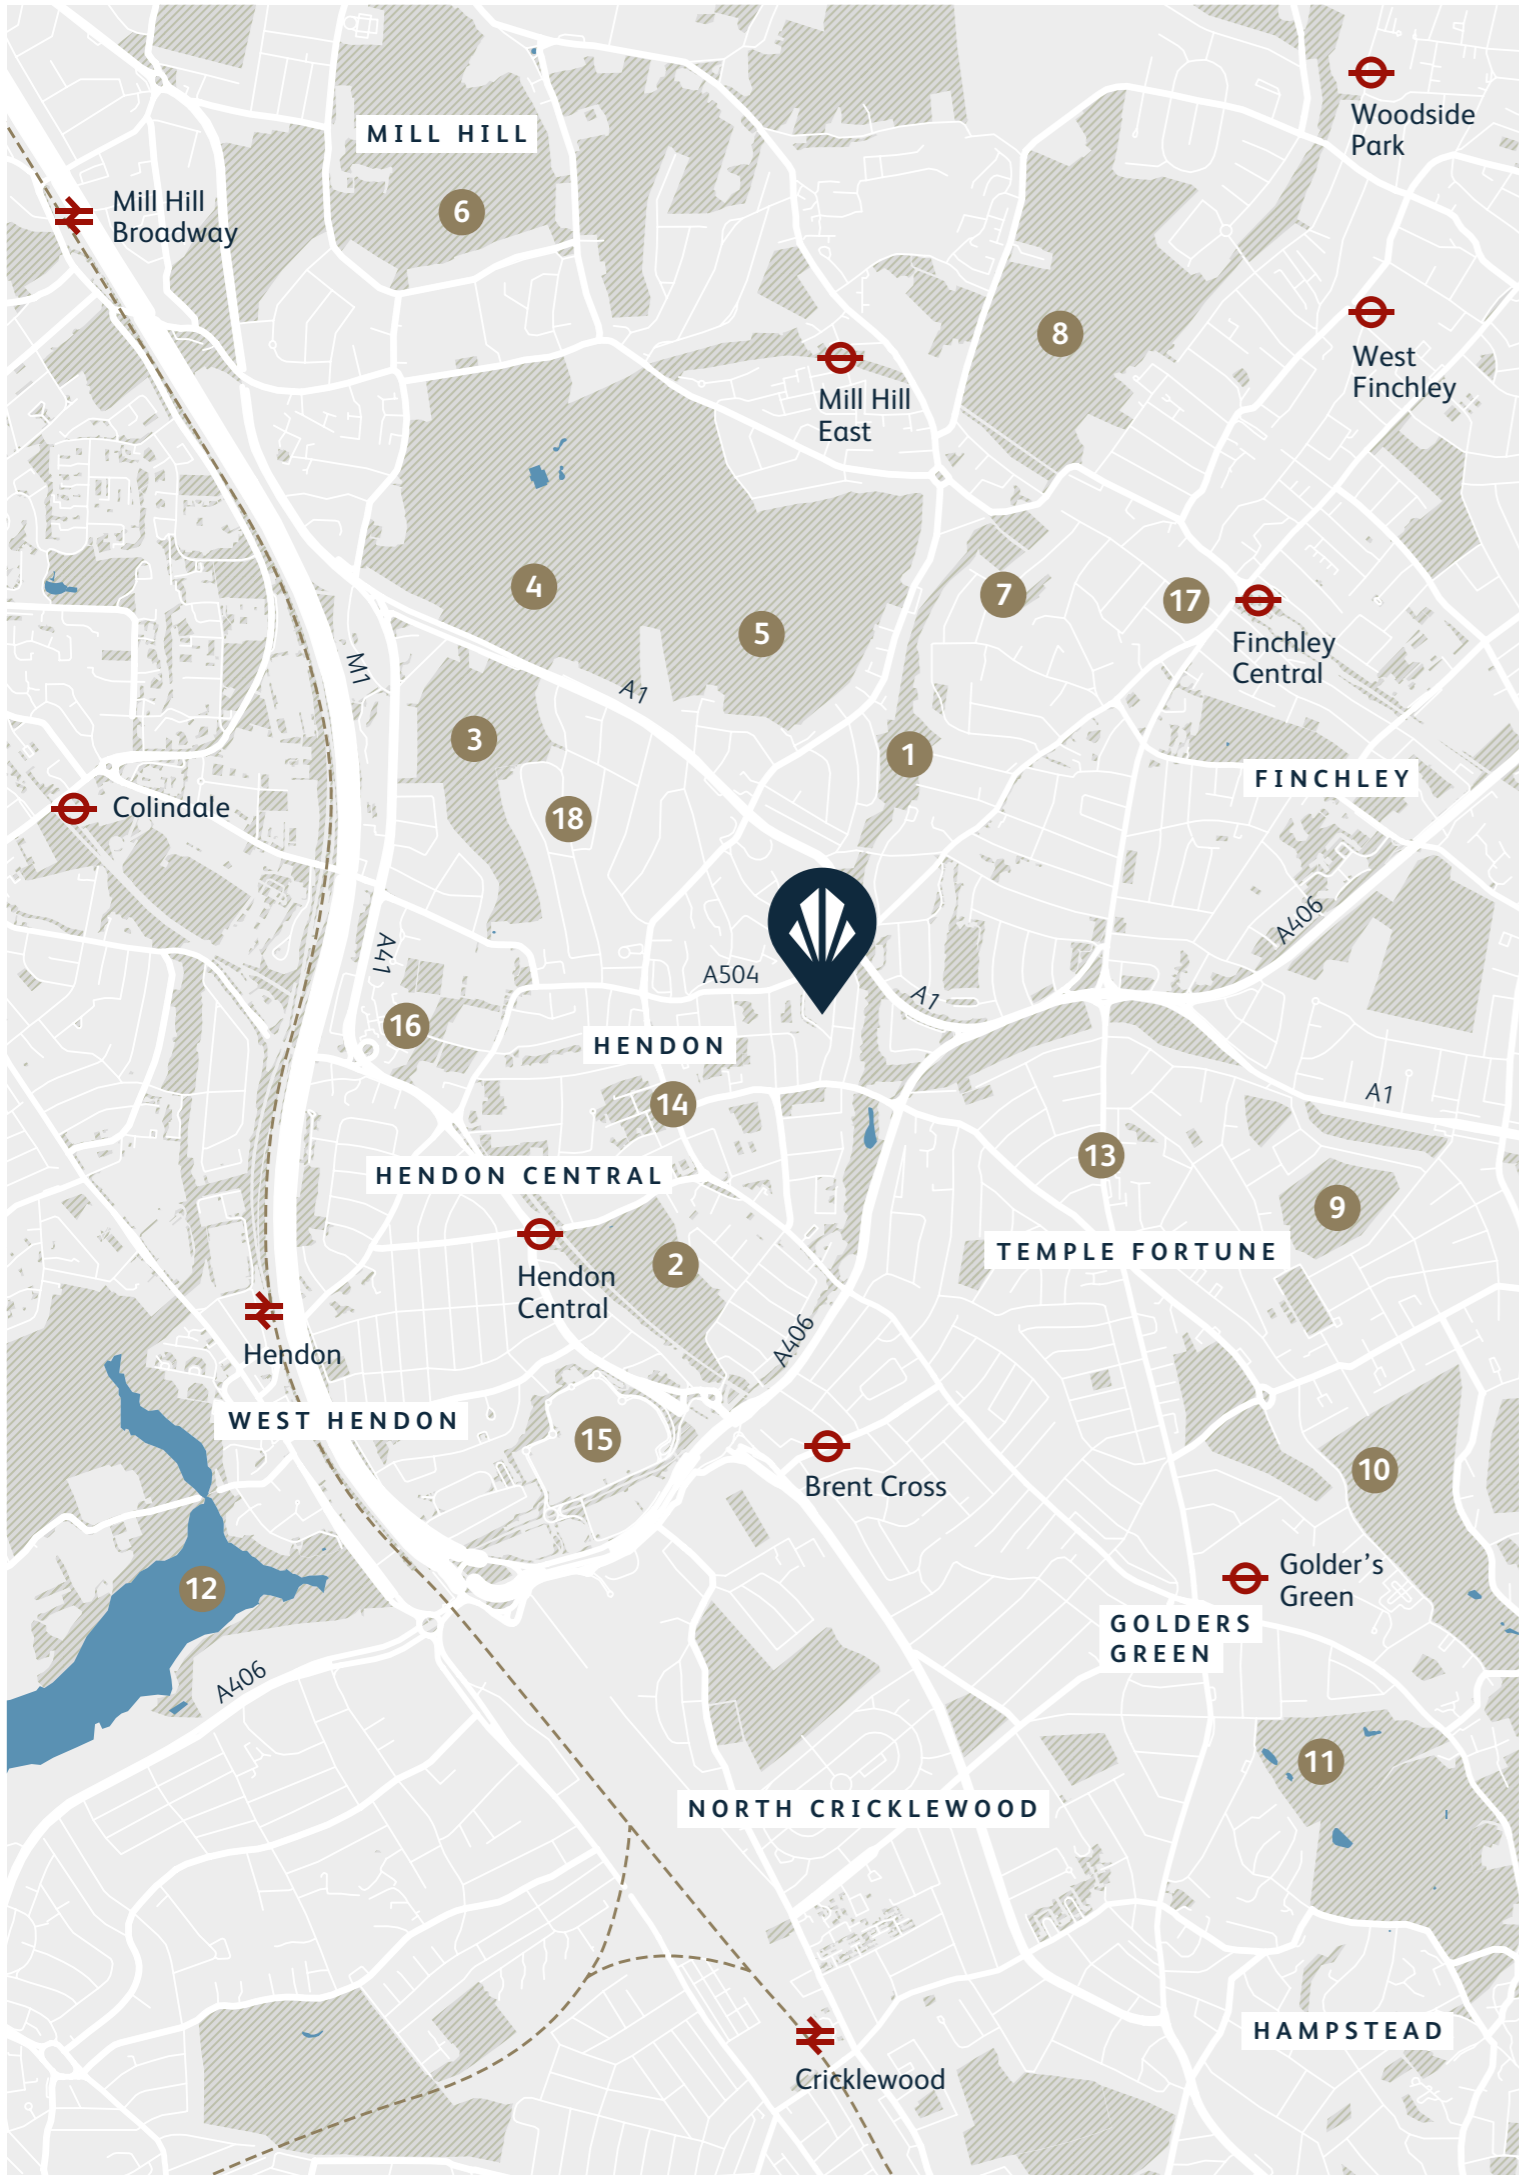 Woodside
Park
MILL HILL
Mill Hill
Broadway
6
8
West
Finchley
Mill Hill
East
4
7
17
5
Finchley
Central
M1
A1
3
1
FINCHLEY
Colindale
18
A406
A41
A504
A1
16
HENDON
14
A1
13
HENDON CENTRAL
9
2
TEMPLE FORTUNE
Hendon
Central
Hendon
A406
WEST HENDON
15
10
Brent Cross
12
Golder’s
Green
GOLDERS
GREEN
A406
11
NORTH CRICKLEWOOD
HAMPSTEAD
Cricklewood